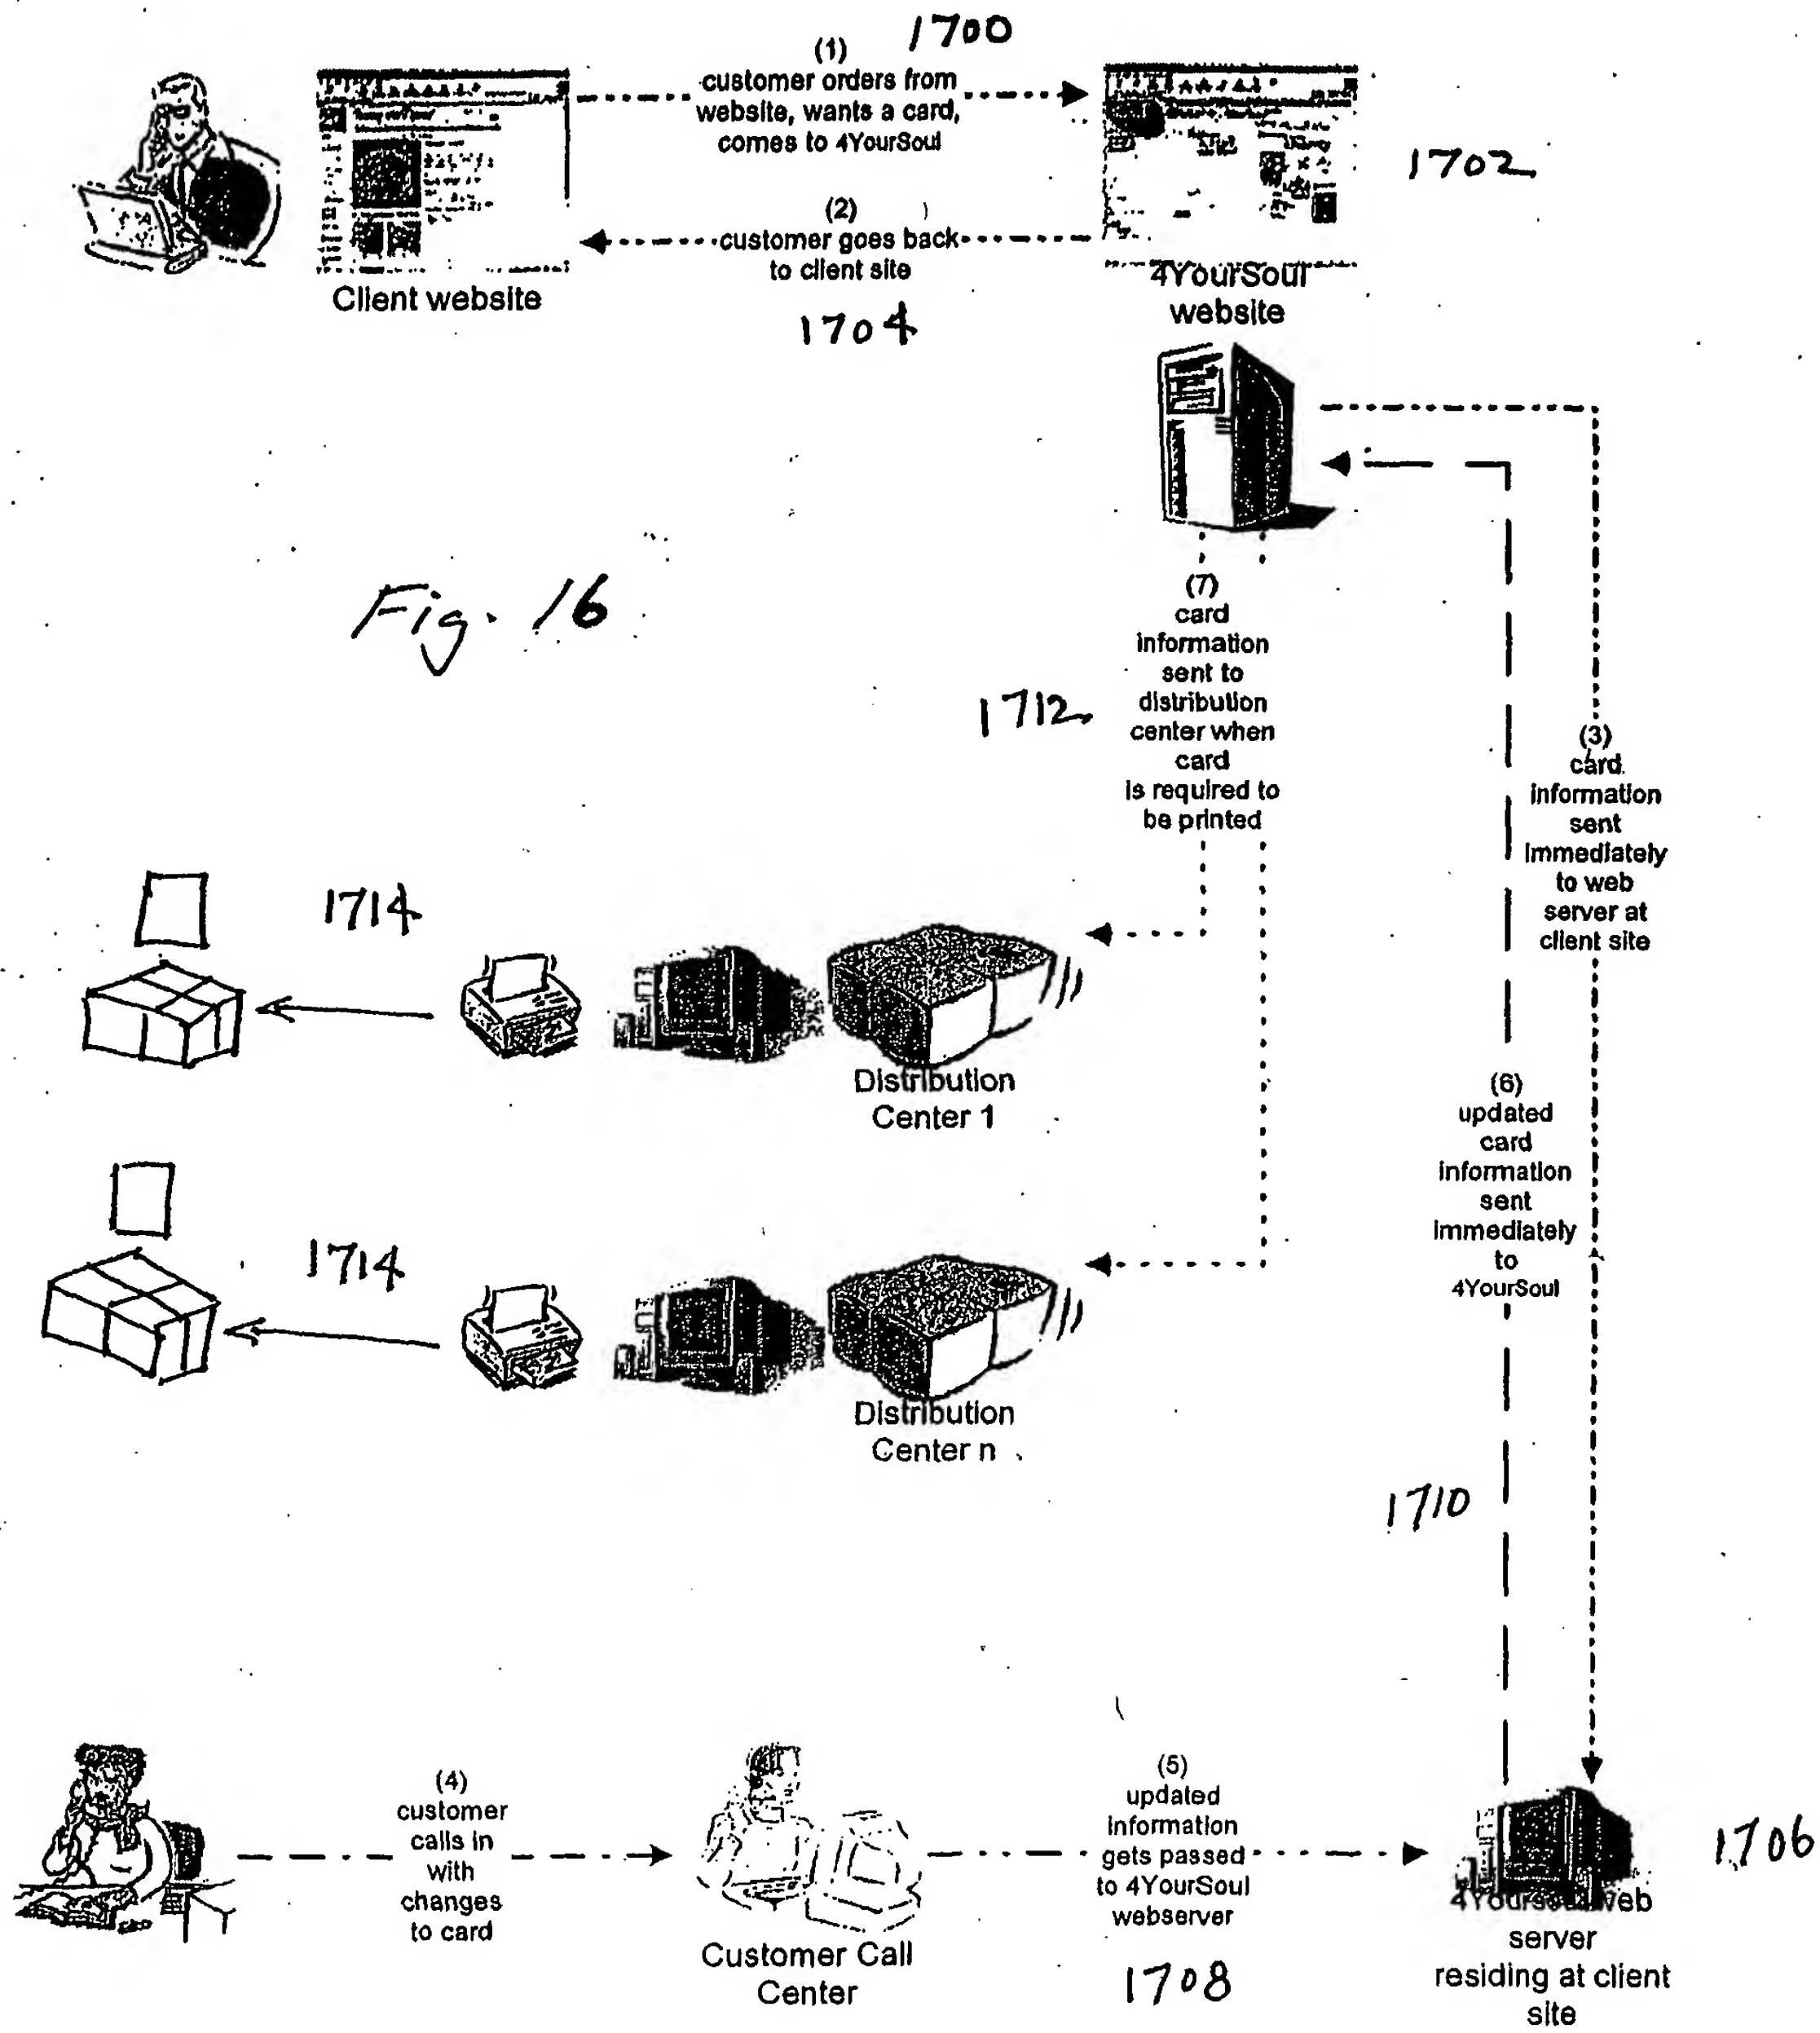 1700
(1)
customer orders from
website, wants a card,
comes to 4YourSoul
1702
(2)
customer goes back
to client site
1704
Client website
4YourSoul
website
Fig. 16
(7)
card
information
sent to
distribution
center when
card
is required to
be printed
1712
(3)
card
information
sent
immediately
to web
server at
client site
1714
Distribution
Center 1
(6)
updated
card
information
sent
immediately
to
4YourSoul
1714
Distribution
Center n
1710
(4)
customer
calls in
with
changes
to card
Customer Call
Center
(5)
updated
information
gets passed
to 4YourSoul
webserver
1708
1706
4YourSoul web
server
residing at client
site